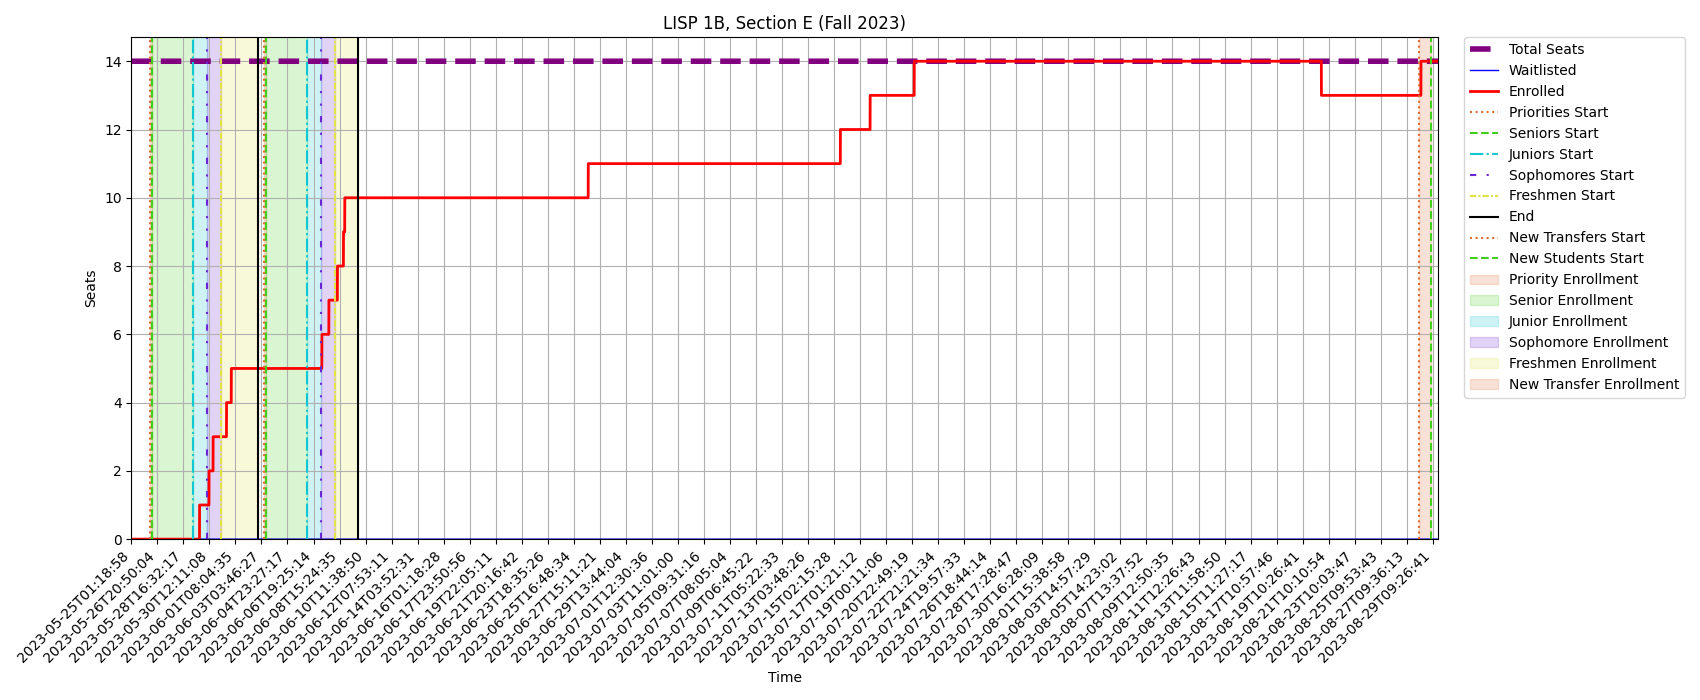 LISP 1B, Section E (Fall 2023)
Seats
14
12
10
8
6
4
2
0
2023-05-25T01:18:58
2023-05-26T20:50:04
2023-05-28T16:32:17
2023-05-30T12:11:08
2023-06-01T08:04:35
2023-06-03T03:46:27
2023-06-04T23:27:17
2023-06-06T19:25:14
2023-06-08T15:24:35
2023-06-10T11:38:50
2023-06-12T07:53:11
2023-06-14T03:52:31
2023-06-16T01:18:28
2023-06-17T23:50:56
2023-06-19T22:05:11
2023-06-21T20:16:42
2023-06-23T18:35:26
2023-06-25T16:48:34
2023-06-27T15:11:21
2023-06-29T13:44:04
2023-07-01T12:30:36
2023-07-03T11:01:00
2023-07-05T09:31:16
2023-07-07T08:05:04
2023-07-09T06:45:22
2023-07-11T05:22:33
2023-07-13T03:48:26
2023-07-15T02:15:28
2023-07-17T01:21:12
2023-07-19T00:11:06
2023-07-20T22:49:19
2023-07-22T21:21:34
2023-07-24T19:57:33
2023-07-26T18:44:14
2023-07-28T17:28:47
2023-07-30T16:28:09
2023-08-01T15:38:58
2023-08-03T14:57:29
2023-08-05T14:23:02
2023-08-07T13:37:52
2023-08-09T12:50:35
2023-08-11T12:26:43
2023-08-13T11:58:50
2023-08-15T11:27:17
2023-08-17T10:57:46
2023-08-19T10:26:41
2023-08-21T10:10:54
2023-08-23T10:03:47
2023-08-25T09:53:43
2023-08-27T09:36:13
2023-08-29T09:26:41
Time
Total Seats
Waitlisted
Enrolled
Priorities Start
Seniors Start
Juniors Start
Sophomores Start
Freshmen Start
End
New Transfers Start
New Students Start
Priority Enrollment
Senior Enrollment
Junior Enrollment
Sophomore Enrollment
Freshmen Enrollment
New Transfer Enrollment